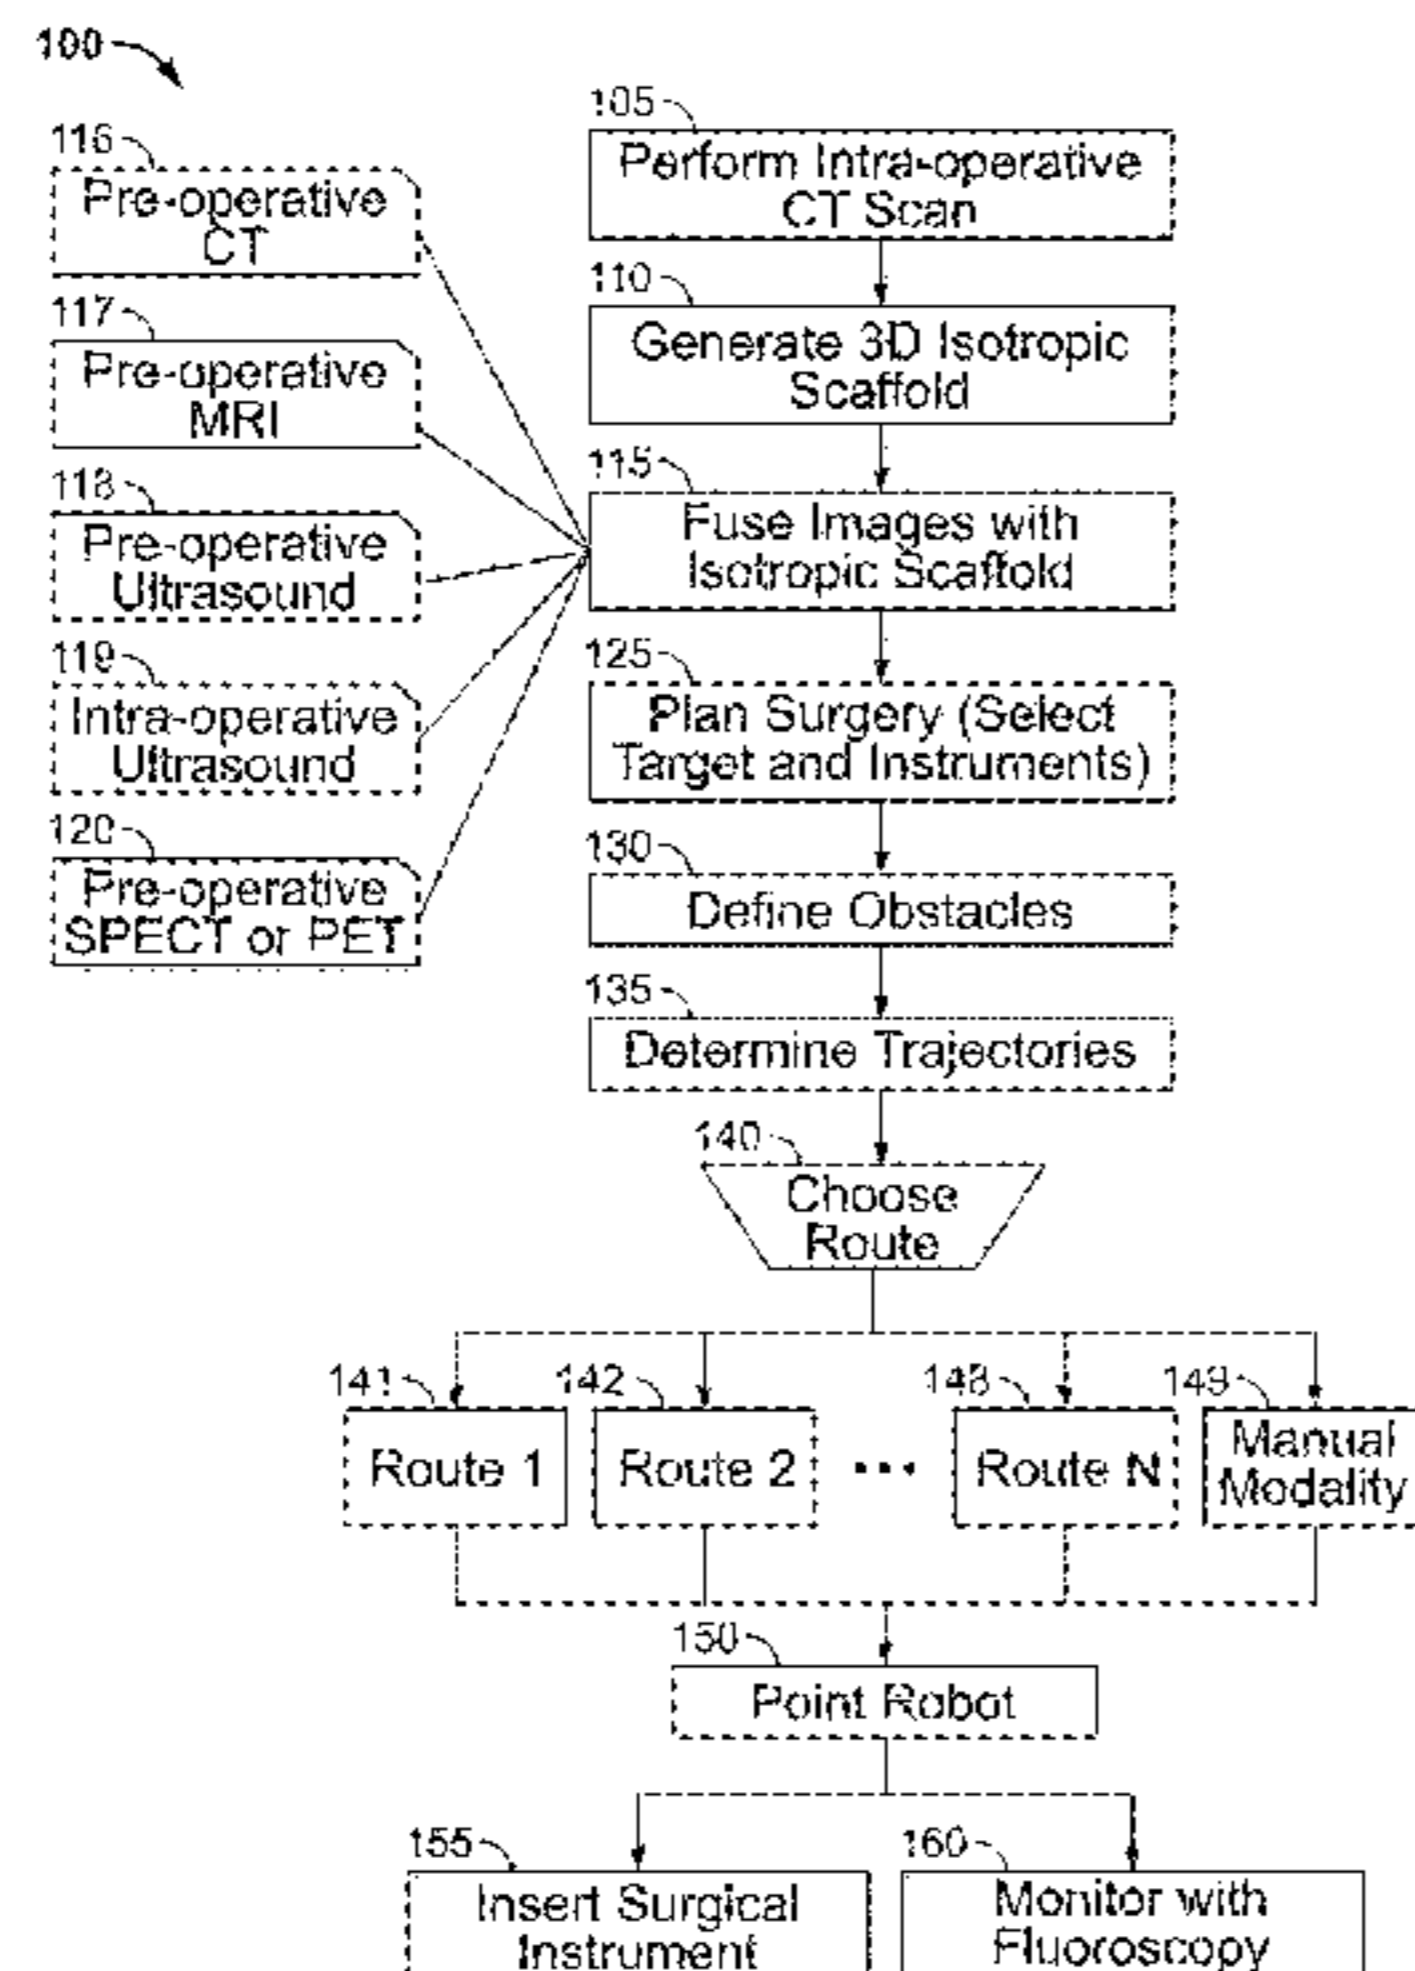 100
116
Pre-operative
CT
117
Pre-operative
MRI
118
Pre-operative
Ultrasound
119
Intra-operative
Ultrasound
120
Pre-operative
SPECT or PET
105
Perform Intra-operative
CT Scan
110
Generate 3D Isotropic
Scaffold
115
Fuse Images with
Isotropic Scaffold
125
Plan Surgery (Select
Target and Instruments)
130
Define Obstacles
135
Determine Trajectories
140
Choose
Route
141
Route 1
142
Route 2
•••
148
Route N
149
Manual
Modality
150
Point Robot
155
Insert Surgical
Instrument
160
Monitor with
Fluoroscopy